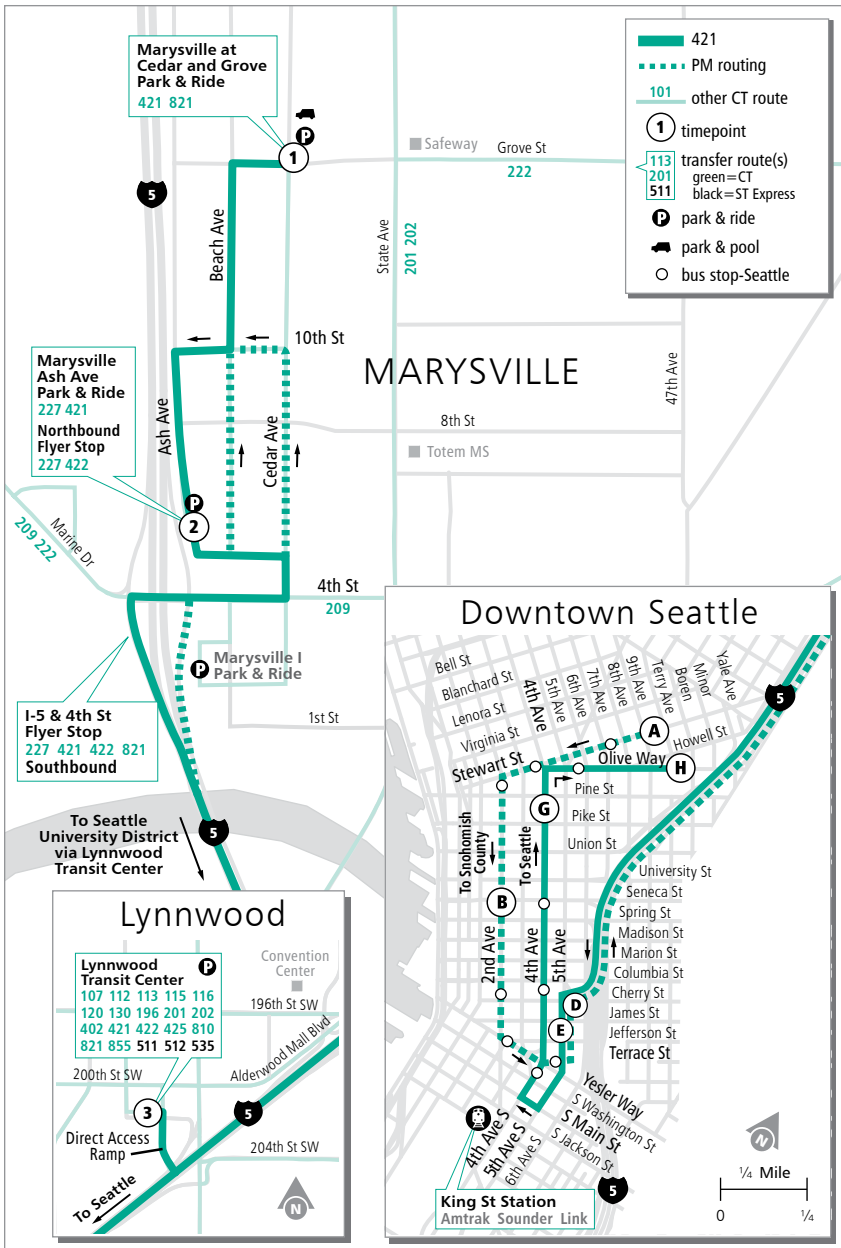 Marysville at
Cedar and Grove
Park & Ride
421 821
P
1
5
Safeway
Grove St
222
Beach Ave
State Ave
201 202
421
PM routing
101
other CT route
1
timepoint
113
201
511
transfer route(s)
green=CT
black=ST Express
P
park & ride
park & pool
bus stop-Seattle
10th St
MARYSVILLE
47th Ave
Marysville
Ash Ave
Park & Ride
227 421
Northbound
Flyer Stop
227 422
Ash Ave
Cedar Ave
8th St
Totem MS
P
2
Marine Dr
209 222
4th St
209
P
Marysville I
Park & Ride
1st St
I-5 & 4th St
Flyer Stop
227 421 422 821
Southbound
To Seattle
University District
via Lynnwood
Transit Center
5
Lynnwood
Lynnwood
Transit Center
P
107 112 113 115 116
120 130 196 201 202
402 421 422 425 810
821 855 511 512 535
Convention
Center
196th St SW
Alderwood Mall Blvd
200th St SW
3
5
Direct Access
Ramp
204th St SW
To Seattle
N
Downtown Seattle
Bell St
Blanchard St
Lenora St
Virginia St
Stewart St
4th Ave
5th Ave
6th Ave
7th Ave
8th Ave
9th Ave
Terry Ave
Boren
Minor
Yale Ave
5
A
Howell St
Olive Way
H
G
Pine St
Pike St
Union St
To Snohomish
County
To Seattle
B
2nd Ave
4th Ave
5th Ave
University St
Seneca St
Spring St
Madison St
Marion St
Columbia St
Cherry St
James St
Jefferson St
Terrace St
D
E
Yesler Way
S Washington St
S Main St
S Jackson St
4th Ave S
5th Ave S
6th Ave S
King St Station
Amtrak Sounder Link
5
N
¼ Mile
0
¼